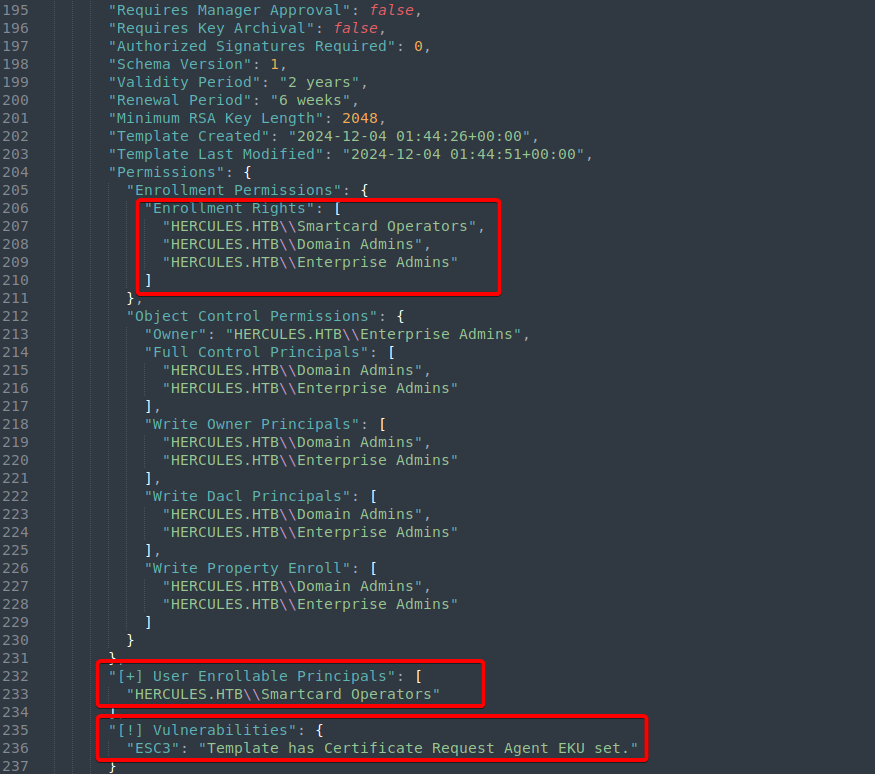 195 "Requires Manager Approval": false,
196 "Requires Key Archival": false,
197 "Authorized Signatures Required": 0,
198 "Schema Version": 1,
199 "Validity Period": "2 years",
200 "Renewal Period": "6 weeks",
201 "Minimum RSA Key Length": 2048,
202 "Template Created": "2024-12-04 01:44:26+00:00",
203 "Template Last Modified": "2024-12-04 01:44:51+00:00",
204 "Permissions": {
205 "Enrollment Permissions": {
206 "Enrollment Rights": [
207 "HERCULES.HTB\\Smartcard Operators",
208 "HERCULES.HTB\\Domain Admins",
209 "HERCULES.HTB\\Enterprise Admins"
210 ]
211 },
212 "Object Control Permissions": {
213 "Owner": "HERCULES.HTB\\Enterprise Admins",
214 "Full Control Principals": [
215 "HERCULES.HTB\\Domain Admins",
216 "HERCULES.HTB\\Enterprise Admins"
217 ],
218 "Write Owner Principals": [
219 "HERCULES.HTB\\Domain Admins",
220 "HERCULES.HTB\\Enterprise Admins"
221 ],
222 "Write Dacl Principals": [
223 "HERCULES.HTB\\Domain Admins",
224 "HERCULES.HTB\\Enterprise Admins"
225 ],
226 "Write Property Enroll": [
227 "HERCULES.HTB\\Domain Admins",
228 "HERCULES.HTB\\Enterprise Admins"
229 ]
230 }
231 },
232 "[+] User Enrollable Principals": [
233 "HERCULES.HTB\\Smartcard Operators"
234 ],
235 "[!] Vulnerabilities": {
236 "ESC3": "Template has Certificate Request Agent EKU set."
237 }